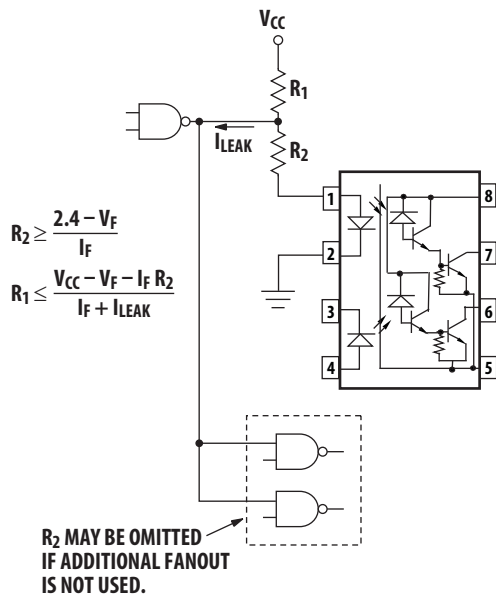 VCC
R1
ILEAK
R2
1
2
3
4
8
7
6
5
R2 ≥ 2.4 – VF / IF
R1 ≤ VCC – VF – IF R2 / IF + ILEAK
R2 MAY BE OMITTED
IF ADDITIONAL FANOUT
IS NOT USED.